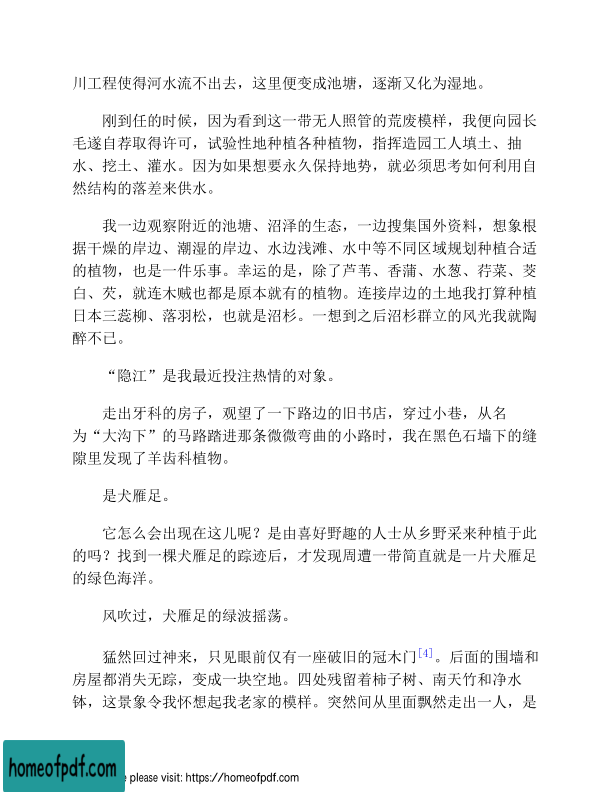 川工程使得河水流不出去，这里便变成池塘，逐渐又化为湿地。
刚到任的时候，因为看到这一带无人照管的荒废模样，我便向园长
毛遂自荐取得许可，试验性地种植各种植物，指挥造园工人填土、抽
水、挖土、灌水。因为如果想要永久保持地势，就必须思考如何利用自
然结构的落差来供水。
我一边观察附近的池塘、沼泽的生态，一边搜集国外资料，想象根
据干燥的岸边、潮湿的岸边、水边浅滩、水中等不同区域规划种植合适
的植物，也是一件乐事。幸运的是，除了芦苇、香蒲、水葱、荇菜、茭
白、芡，就连木贼也都是原本就有的植物。连接岸边的土地我打算种植
日本三蕊柳、落羽松，也就是沼杉。一想到之后沼杉群立的风光我就陶
醉不已。
“隐江”是我最近投注热情的对象。
走出牙科的房子，观望了一下路边的旧书店，穿过小巷，从名
为“大沟下”的马路踏进那条微微弯曲的小路时，我在黑色石墙下的缝
隙里发现了羊齿科植物。
是犬雁足。
它怎么会出现在这儿呢？是由喜好野趣的人士从乡野采来种植于此
的吗？找到一棵犬雁足的踪迹后，才发现周遭一带简直就是一片犬雁足
的绿色海洋。
风吹过，犬雁足的绿波摇荡。
猛然回过神来，只见眼前仅有一座破旧的冠木门[4]。后面的围墙和
房屋都消失无踪，变成一块空地。四处残留着柿子树、南天竹和净水
钵，这景象令我怀想起我老家的模样。突然间从里面飘然走出一人，是
homeofpdf.com
e please visit: https://homeofpdf.com